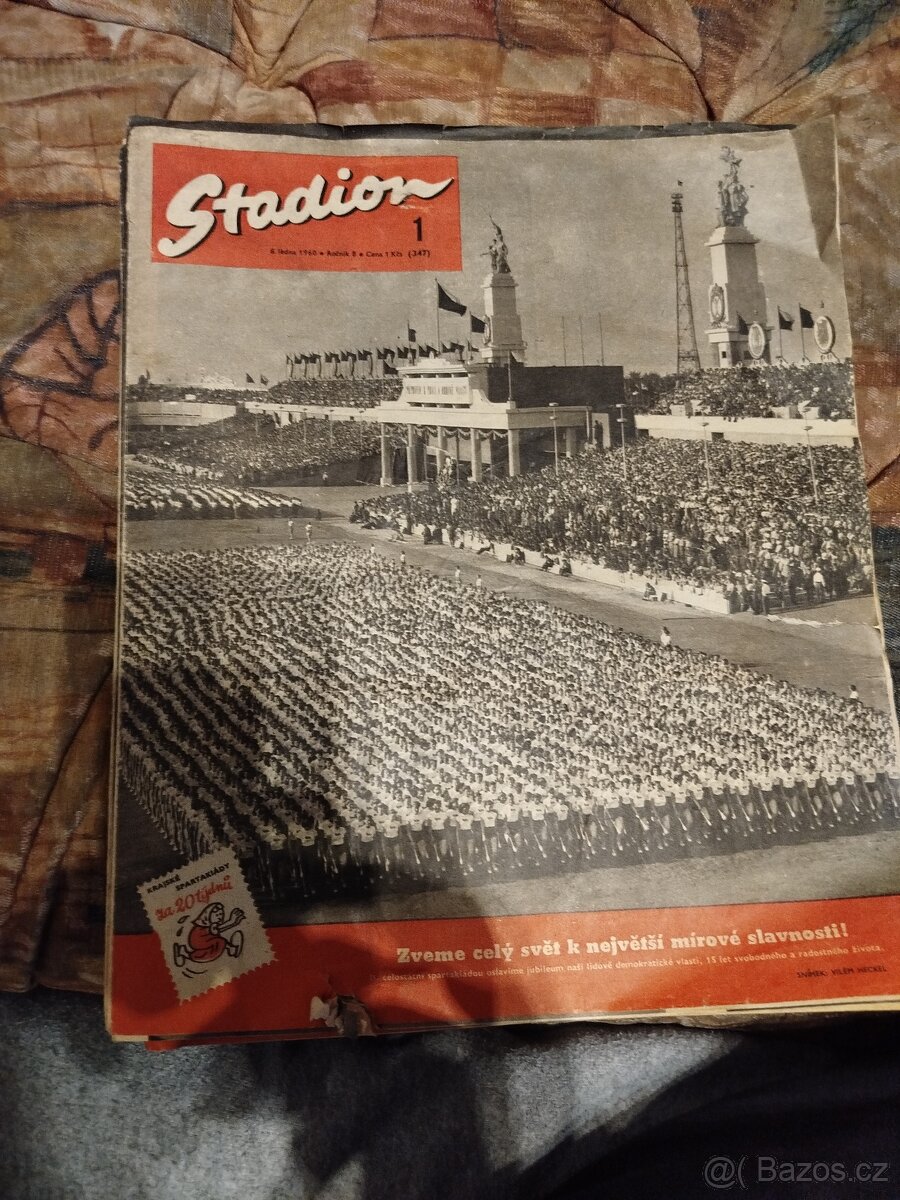 Stadion
1
ledna 1960 • Ročník 8 • Cena 1 Kčs (347)
KRAJSKÉ
SPARTAKIÁDY
za 20 týdnů
Zveme celý svět k největší mírové slavnosti!
celostátní spartakiádou oslavíme jubileum naší lidově demokratické vlasti, 15 let svobodného a radostného života.
SNÍMEK: VILÉM HECKEL
@( Bazos.cz